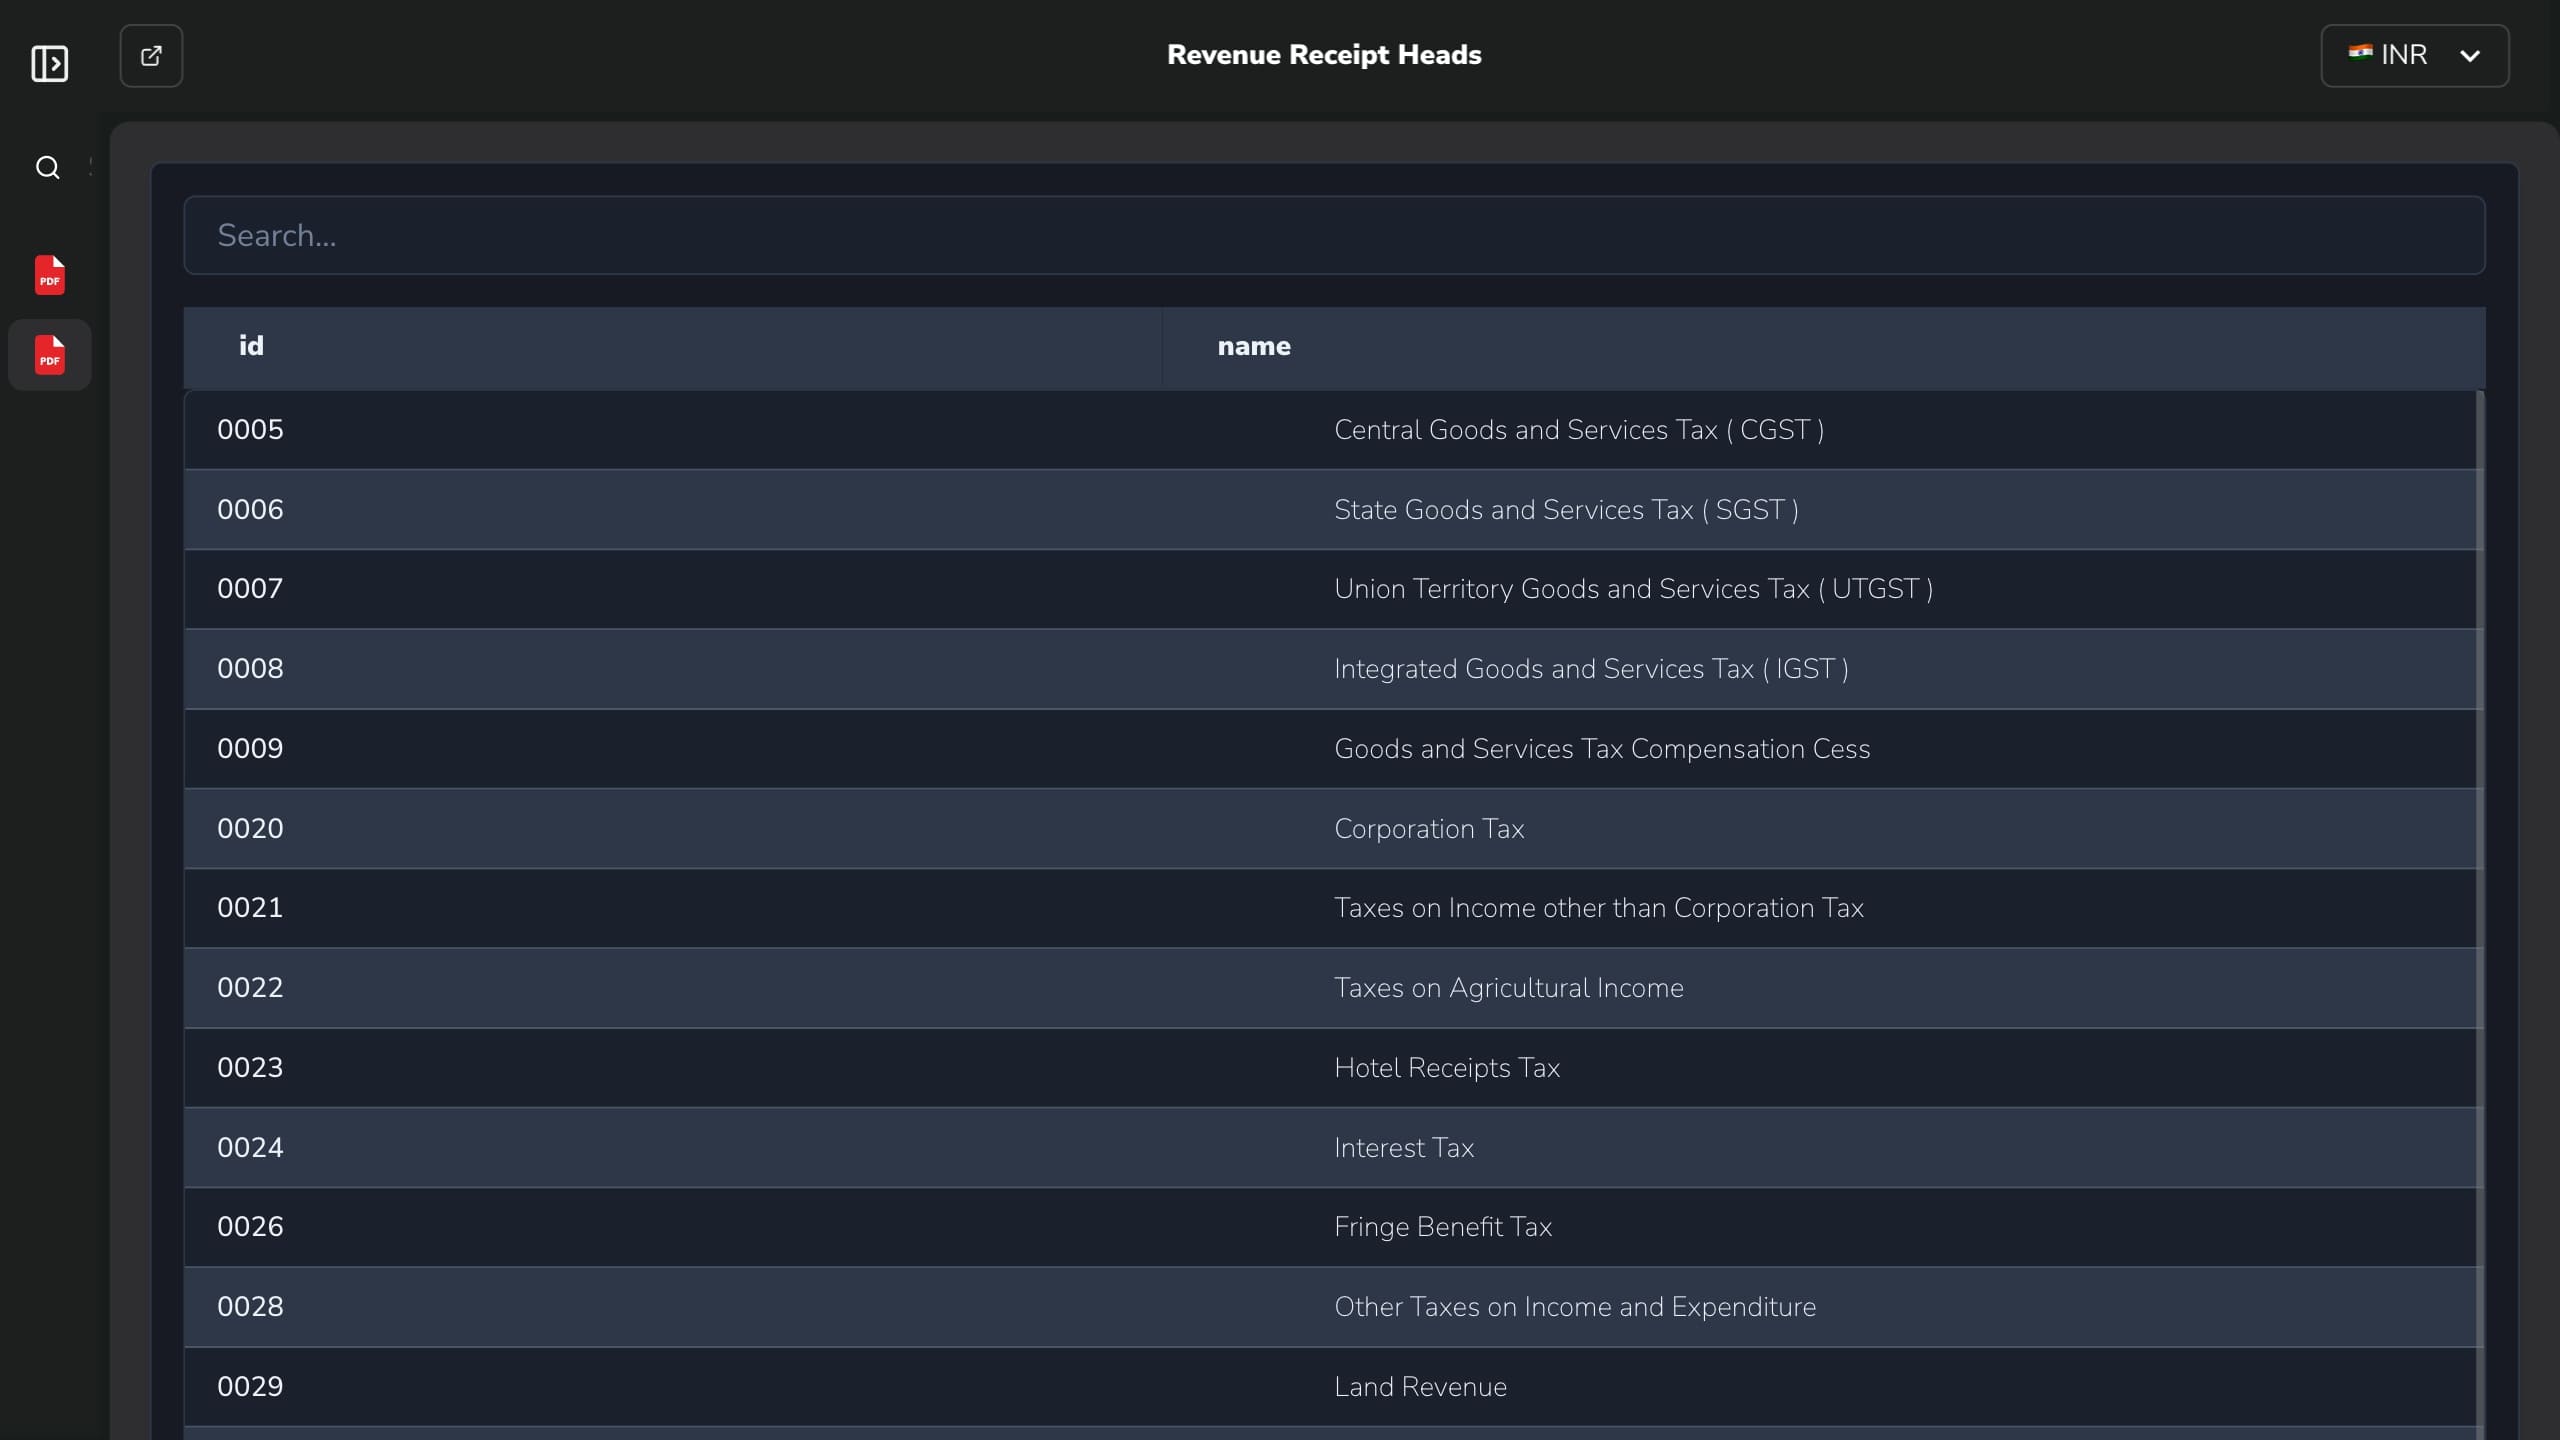 Revenue Receipt Heads
INR
Search...
PDF
PDF
id name
0005 Central Goods and Services Tax ( CGST )
0006 State Goods and Services Tax ( SGST )
0007 Union Territory Goods and Services Tax ( UTGST )
0008 Integrated Goods and Services Tax ( IGST )
0009 Goods and Services Tax Compensation Cess
0020 Corporation Tax
0021 Taxes on Income other than Corporation Tax
0022 Taxes on Agricultural Income
0023 Hotel Receipts Tax
0024 Interest Tax
0026 Fringe Benefit Tax
0028 Other Taxes on Income and Expenditure
0029 Land Revenue